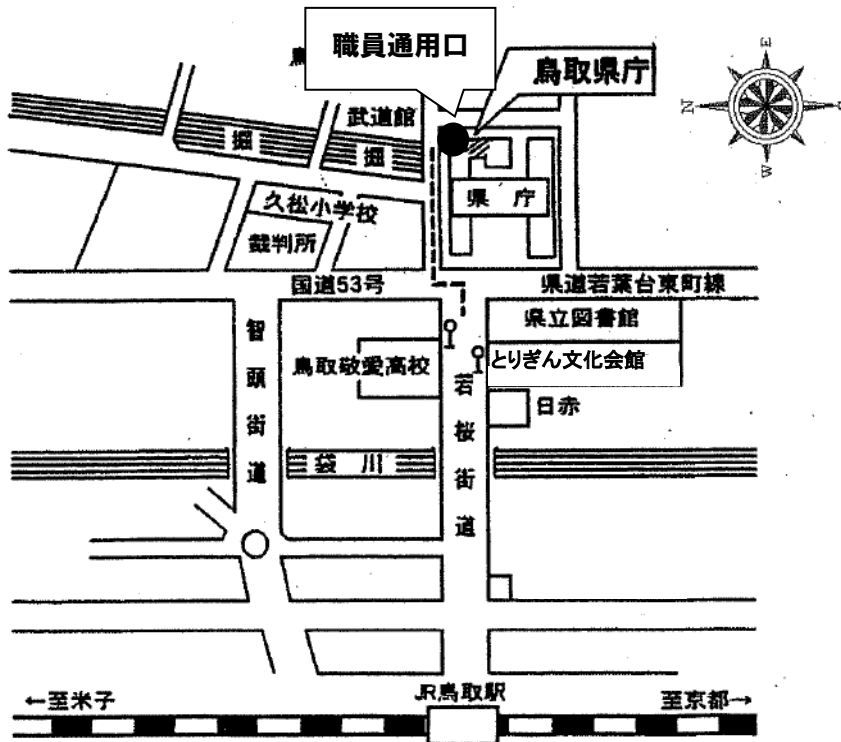 職員通用口
鳥取県庁
E
N
W
武道館
堀
堀
久松小学校
県庁
裁判所
国道53号
県道若葉台東町線
智頭街道
県立図書館
とりぎん文化会館
鳥取敬愛高校
若桜街道
日赤
袋川
JR鳥取駅
←至米子
至京都→